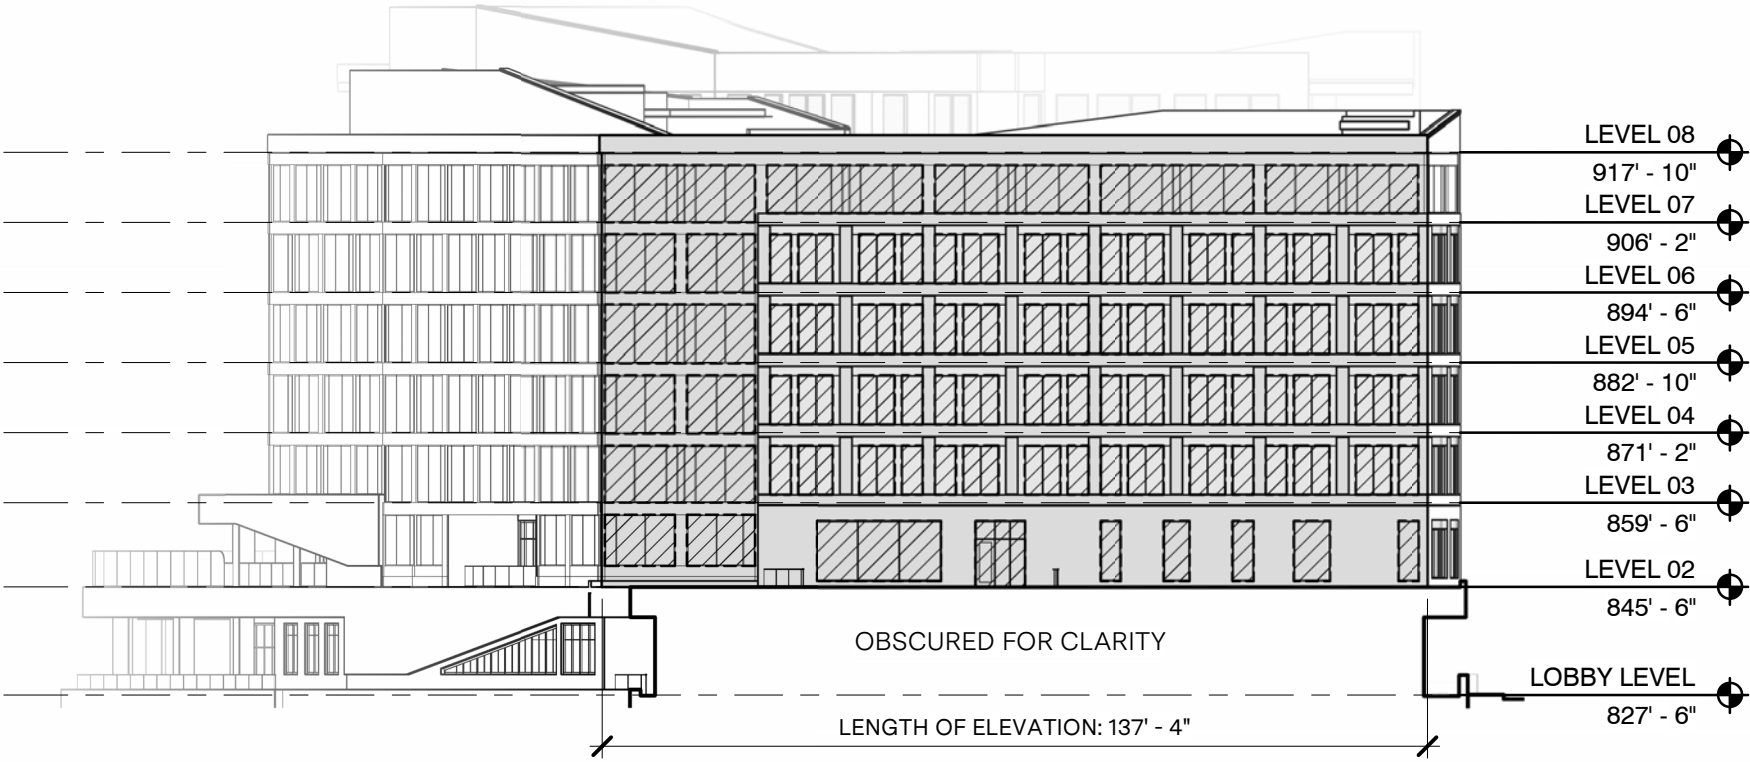 LEVEL 08
917' - 10"
LEVEL 07
906' - 2"
LEVEL 06
894' - 6"
LEVEL 05
882' - 10"
LEVEL 04
871' - 2"
LEVEL 03
859' - 6"
LEVEL 02
845' - 6"
OBSCURED FOR CLARITY
LOBBY LEVEL
827' - 6"
LENGTH OF ELEVATION: 137' - 4"